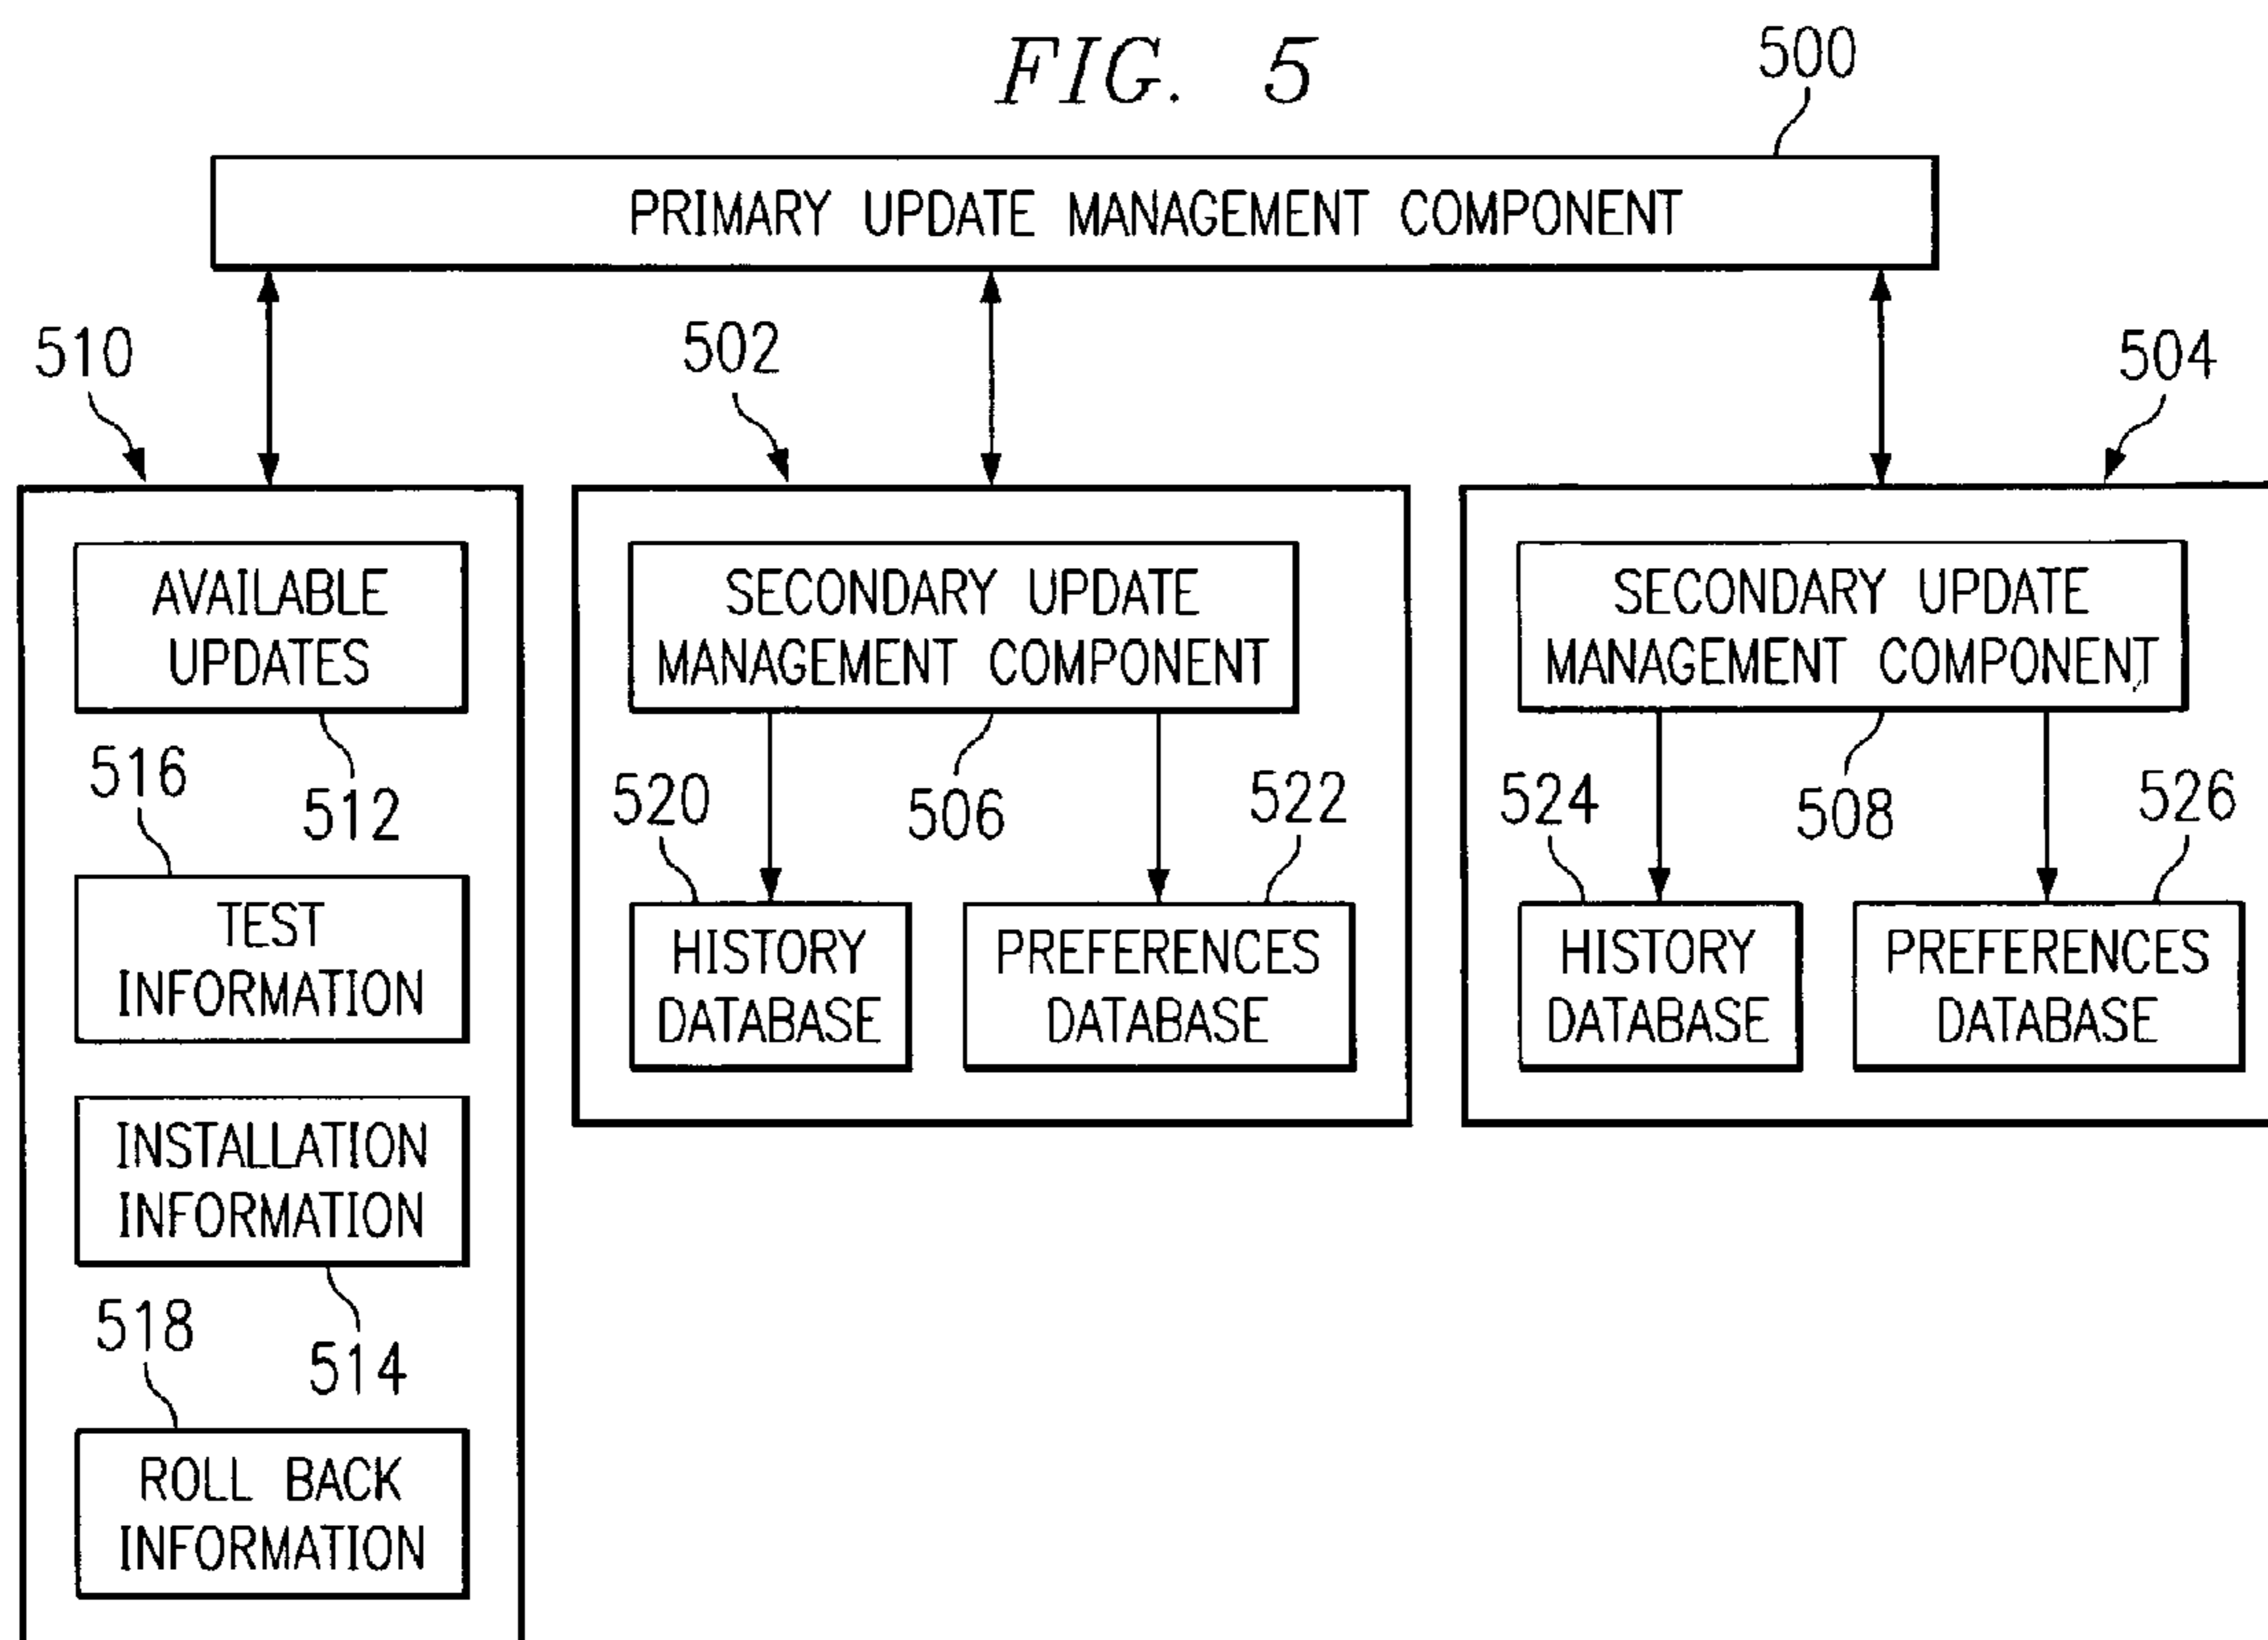 FIG. 5
500
PRIMARY UPDATE MANAGEMENT COMPONENT
510
502
504
AVAILABLE
UPDATES
512
516
TEST
INFORMATION
INSTALLATION
INFORMATION
514
518
ROLL BACK
INFORMATION
SECONDARY UPDATE
MANAGEMENT COMPONENT
520
506
522
HISTORY
DATABASE
PREFERENCES
DATABASE
SECONDARY UPDATE
MANAGEMENT COMPONENT
524
508
526
HISTORY
DATABASE
PREFERENCES
DATABASE